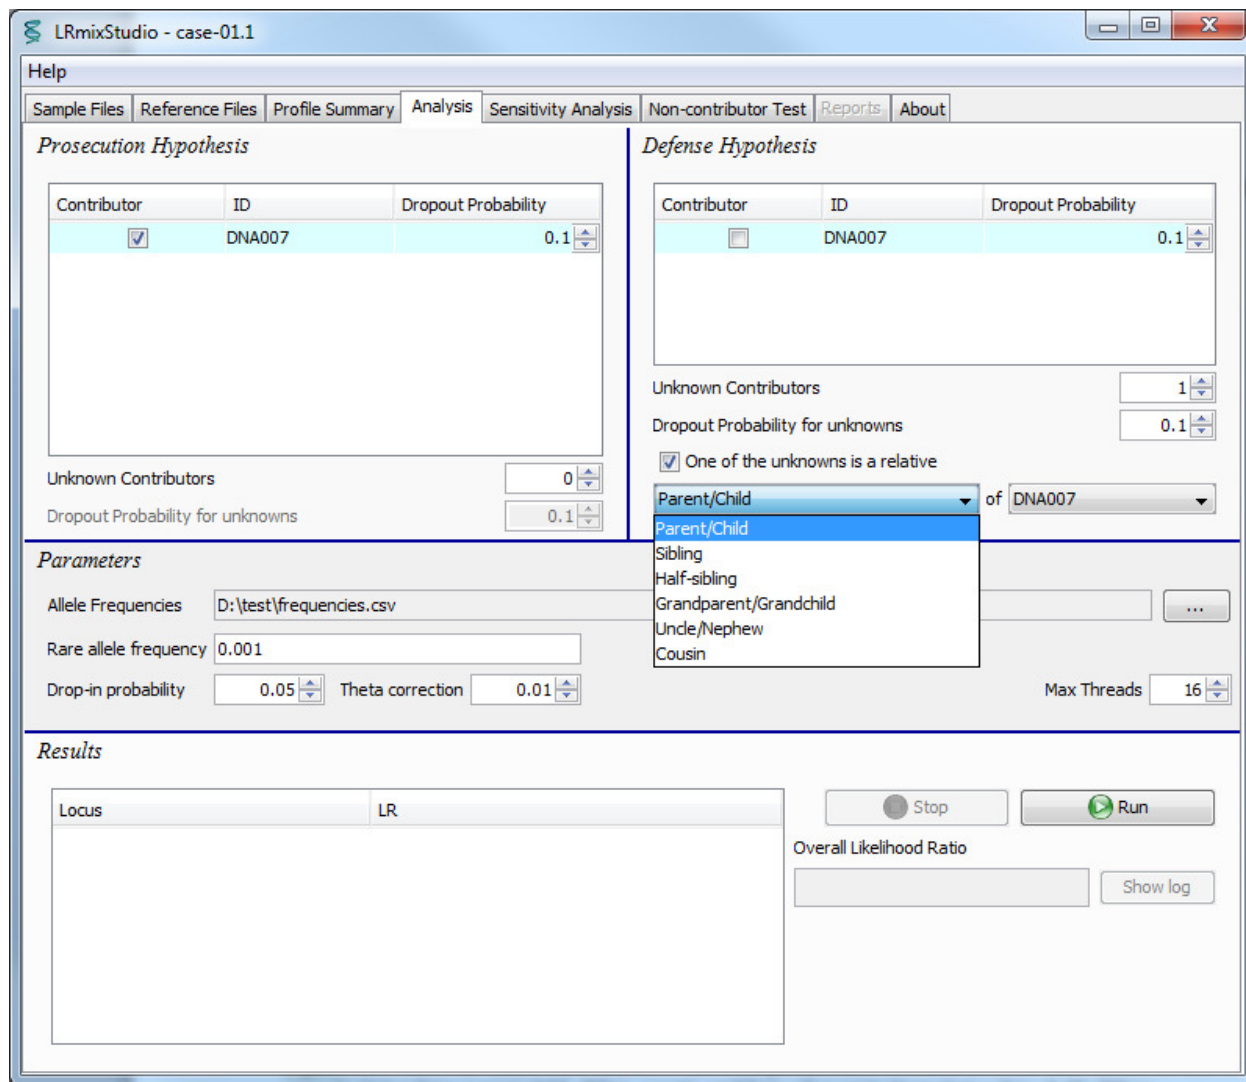 LRmixStudio - case-01.1
Help
Sample Files Reference Files Profile Summary Analysis Sensitivity Analysis Non-contributor Test Reports About
Prosecution Hypothesis
Contributor ID Dropout Probability
DNA007 0.1
Unknown Contributors 0
Dropout Probability for unknowns 0.1
Defense Hypothesis
Contributor ID Dropout Probability
DNA007 0.1
Unknown Contributors 1
Dropout Probability for unknowns 0.1
One of the unknowns is a relative
Parent/Child of DNA007
Parent/Child
Sibling
Half-sibling
Grandparent/Grandchild
Uncle/Nephew
Cousin
Parameters
Allele Frequencies D:\test\frequencies.csv ...
Rare allele frequency 0.001
Drop-in probability 0.05 Theta correction 0.01 Max Threads 16
Results
Locus LR
Stop Run
Overall Likelihood Ratio
Show log